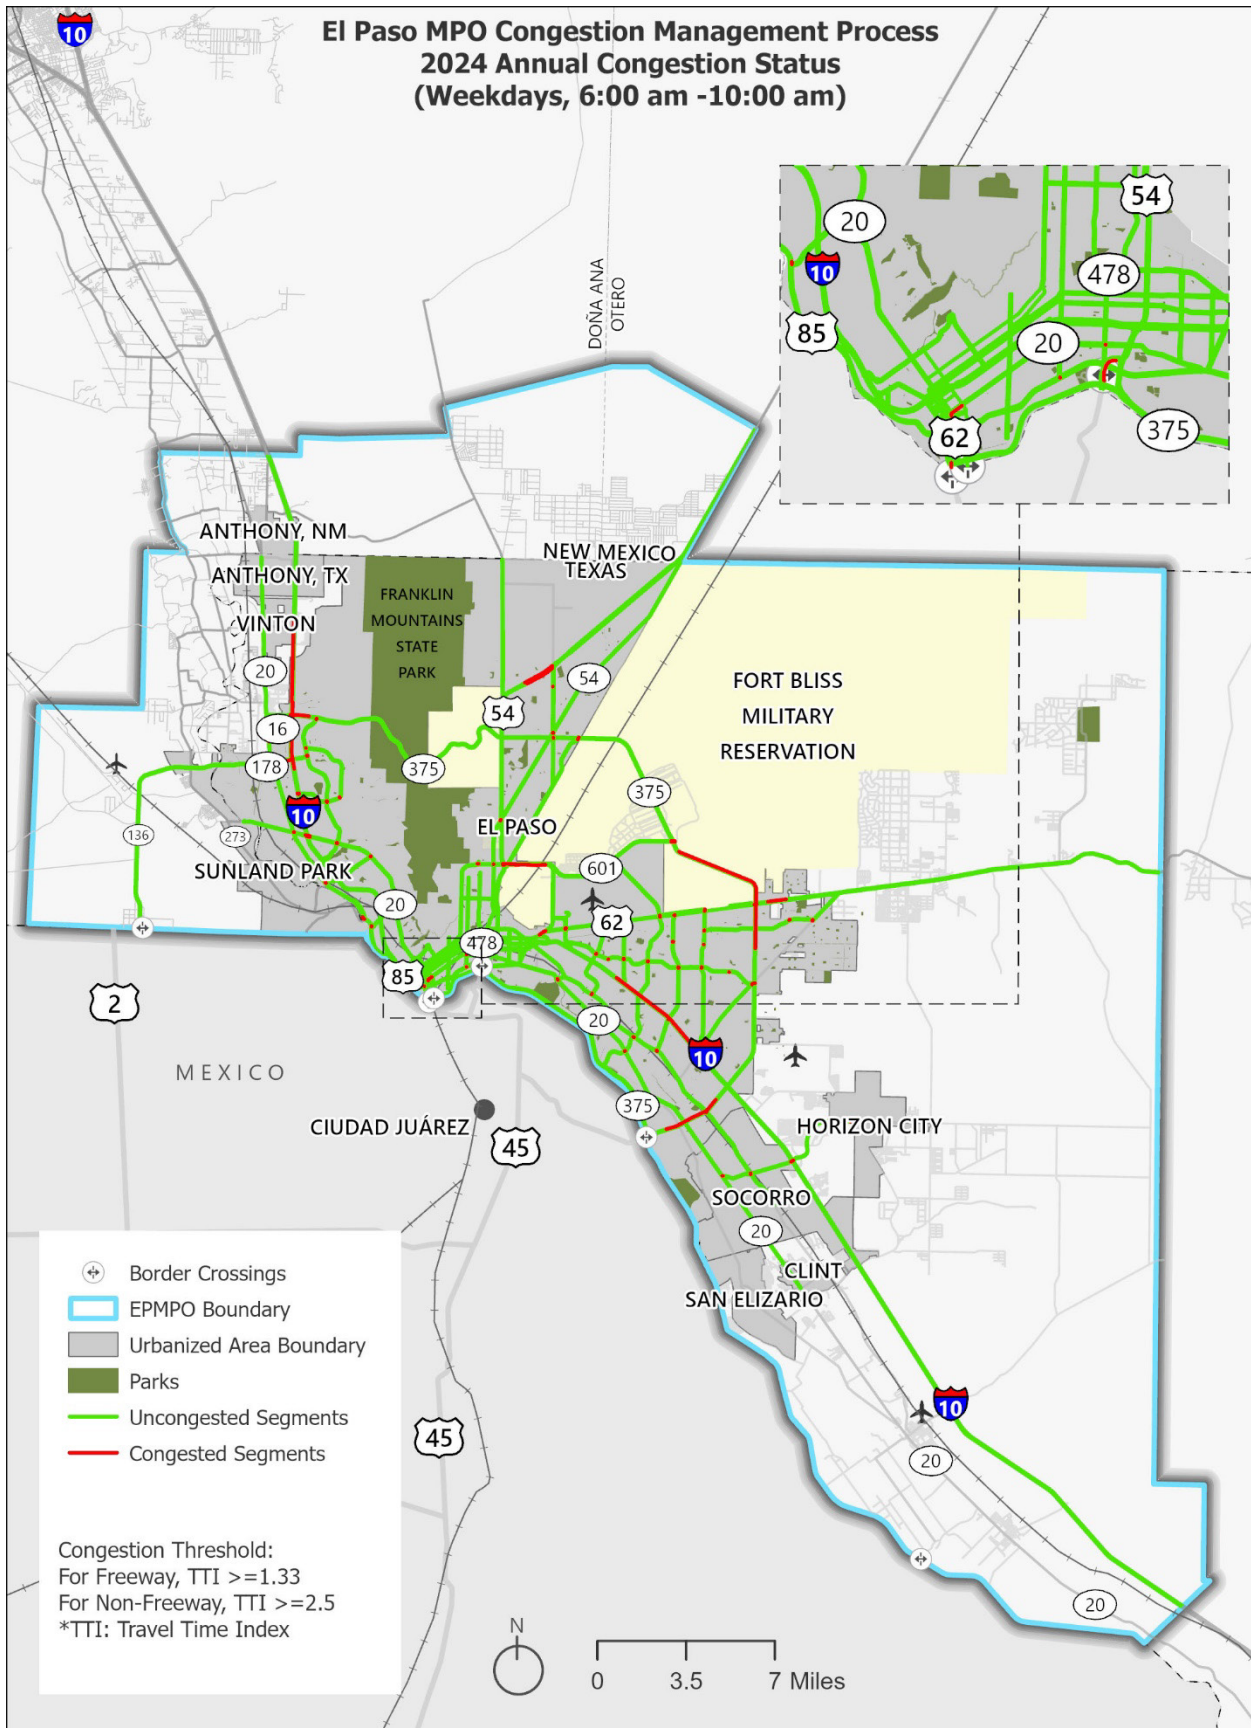 El Paso MPO Congestion Management Process
2024 Annual Congestion Status
(Weekdays, 6:00 am -10:00 am)
10
DOÑA ANA
OTERO
54
20
10
478
85
20
62
375
ANTHONY, NM
ANTHONY, TX
NEW MEXICO
TEXAS
VINTON
FRANKLIN
MOUNTAINS
STATE
PARK
20
54
54
FORT BLISS
MILITARY
RESERVATION
16
178
375
375
10
136
273
EL PASO
SUNLAND PARK
601
20
62
478
85
2
20
10
MEXICO
375
CIUDAD JUÁREZ
45
HORIZON CITY
SOCORRO
20
CLINT
SAN ELIZARIO
Border Crossings
EPMPO Boundary
Urbanized Area Boundary
Parks
Uncongested Segments
Congested Segments
45
10
20
Congestion Threshold:
For Freeway, TTI >=1.33
For Non-Freeway, TTI >=2.5
*TTI: Travel Time Index
20
N
0 3.5 7 Miles